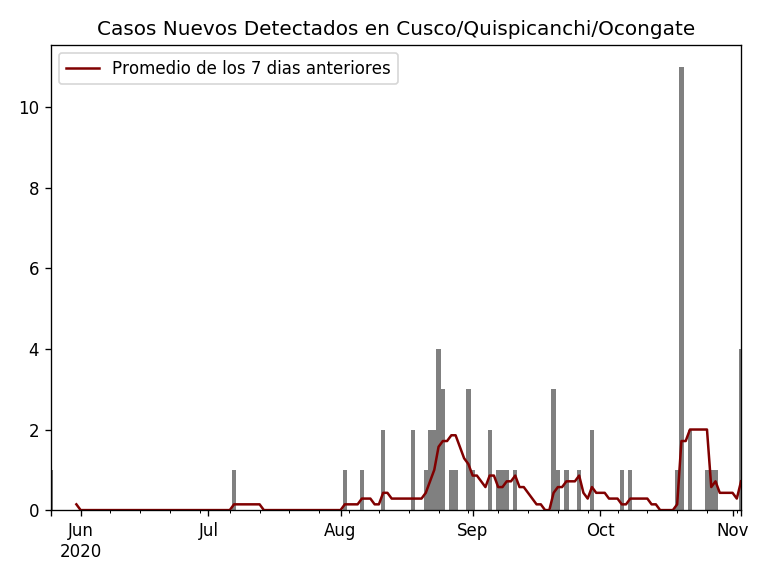 Casos Nuevos Detectados en Cusco/Quispicanchi/Ocongate
Promedio de los 7 dias anteriores
10
8
6
4
2
0
Jun Jul Aug Sep Oct Nov
2020